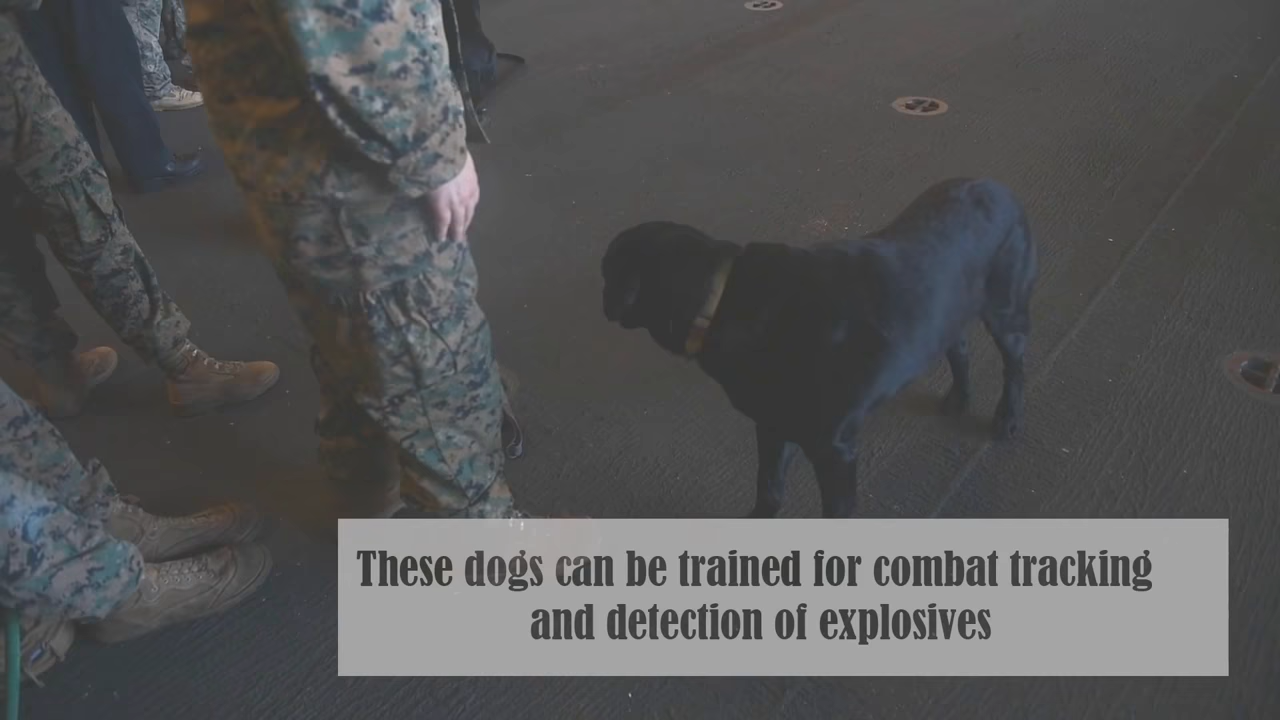 These dogs can be trained for combat tracking
and detection of explosives